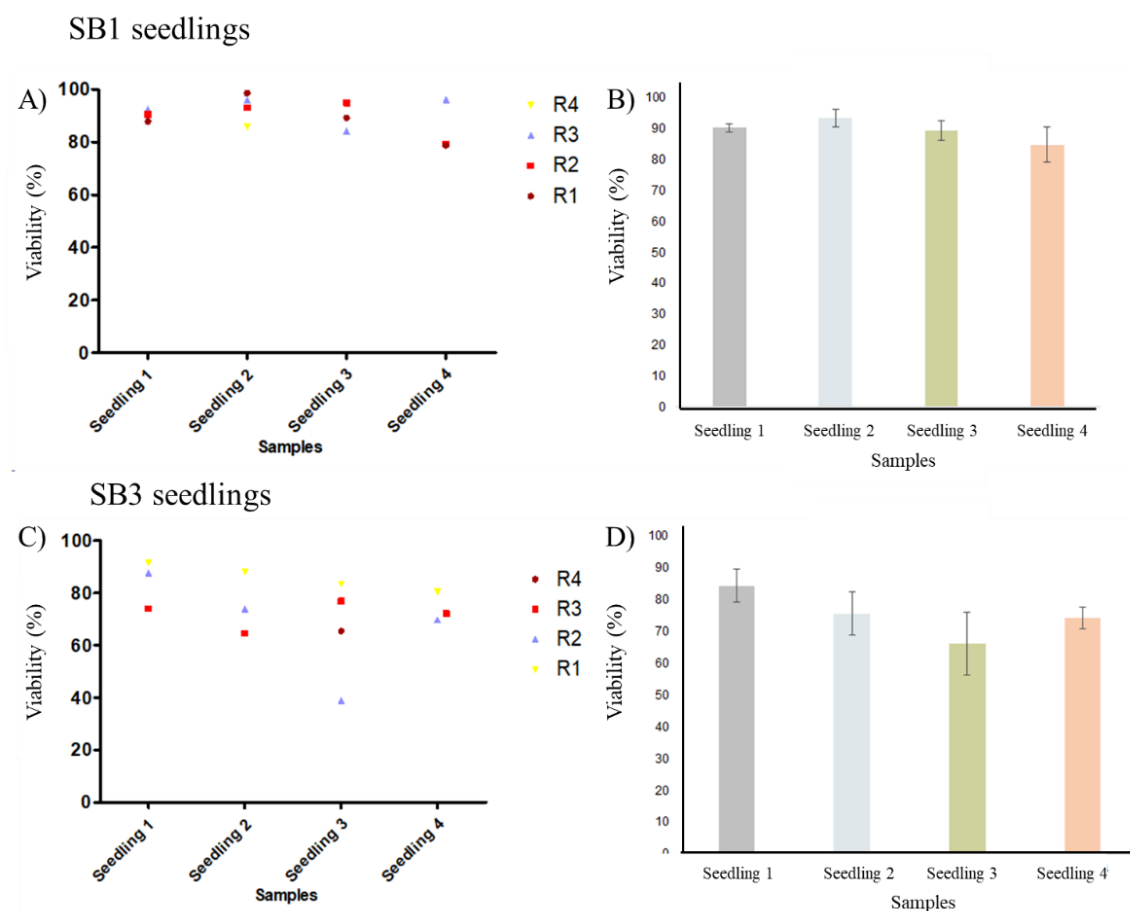 SB1 seedlings
A)
Viability (%)
100
80
60
40
20
0
Seedling 1
Seedling 2
Seedling 3
Seedling 4
Samples
R4
R3
R2
R1
B)
Viability (%)
100
90
80
70
60
50
40
30
20
10
0
Seedling 1 Seedling 2 Seedling 3 Seedling 4
Samples
SB3 seedlings
C)
Viability (%)
100
80
60
40
20
0
Seedling 1
Seedling 2
Seedling 3
Seedling 4
Samples
R4
R3
R2
R1
D)
Viability (%)
100
90
80
70
60
50
40
30
20
10
0
Seedling 1 Seedling 2 Seedling 3 Seedling 4
Samples